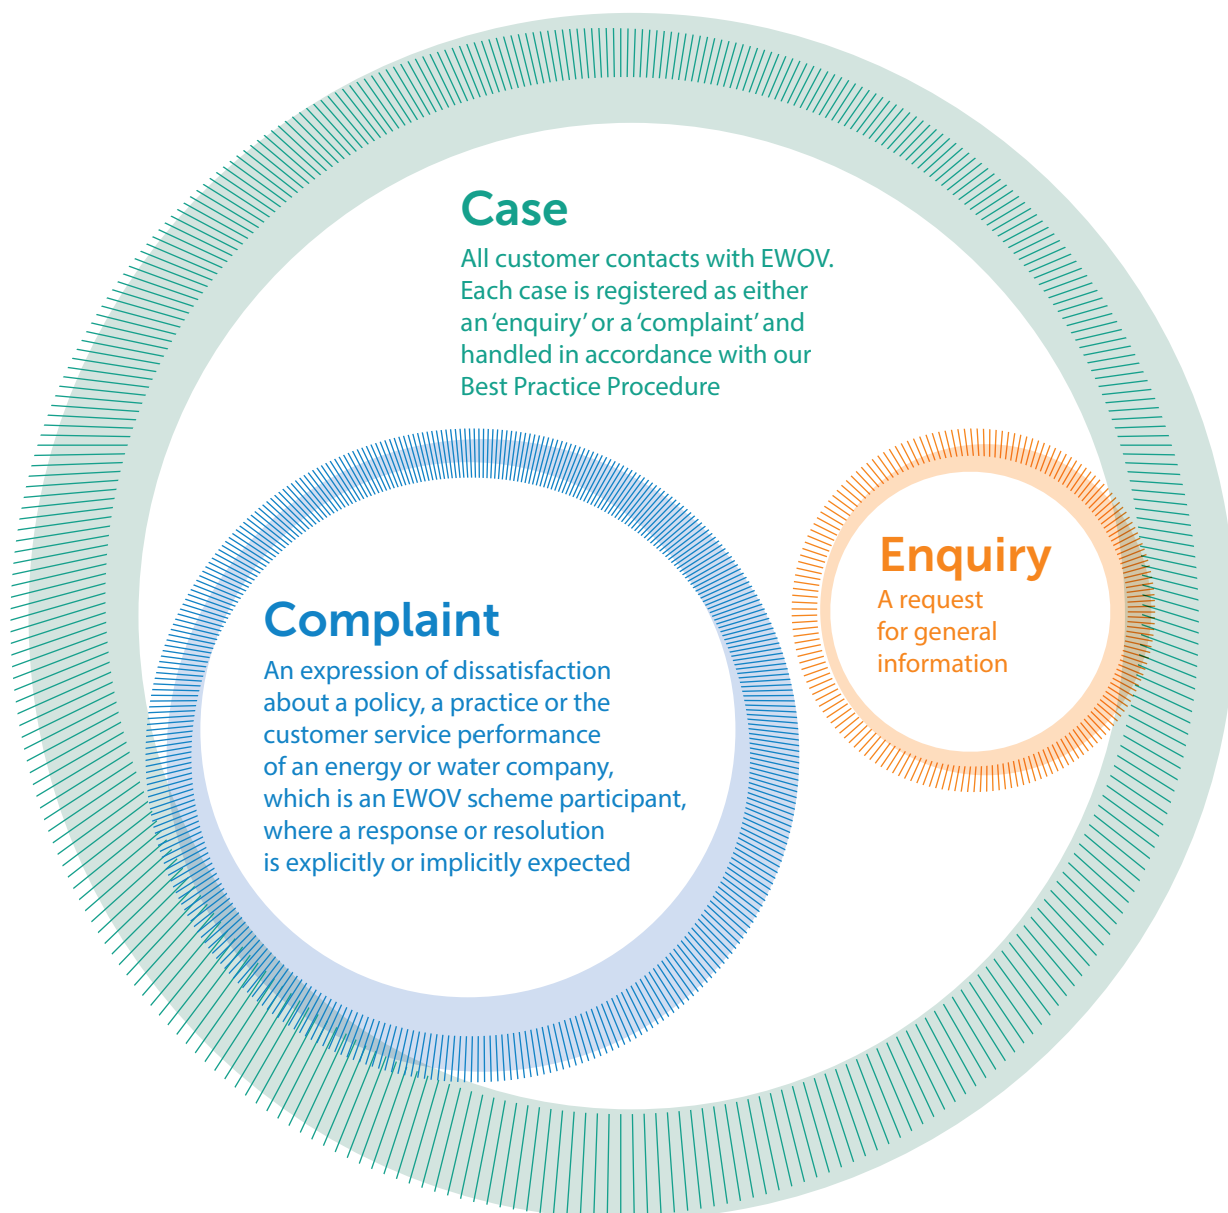 Case
All customer contacts with EWOV.
Each case is registered as either
an ‘enquiry’ or a ‘complaint’ and
handled in accordance with our
Best Practice Procedure
Complaint
An expression of dissatisfaction
about a policy, a practice or the
customer service performance
of an energy or water company,
which is an EWOV scheme participant,
where a response or resolution
is explicitly or implicitly expected
Enquiry
A request
for general
information